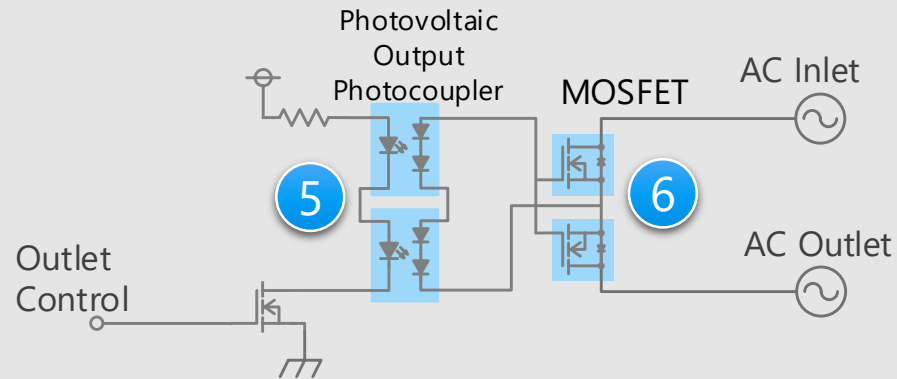 Photovoltaic
Output
Photocoupler
MOSFET
AC Inlet
5
6
AC Outlet
Outlet
Control